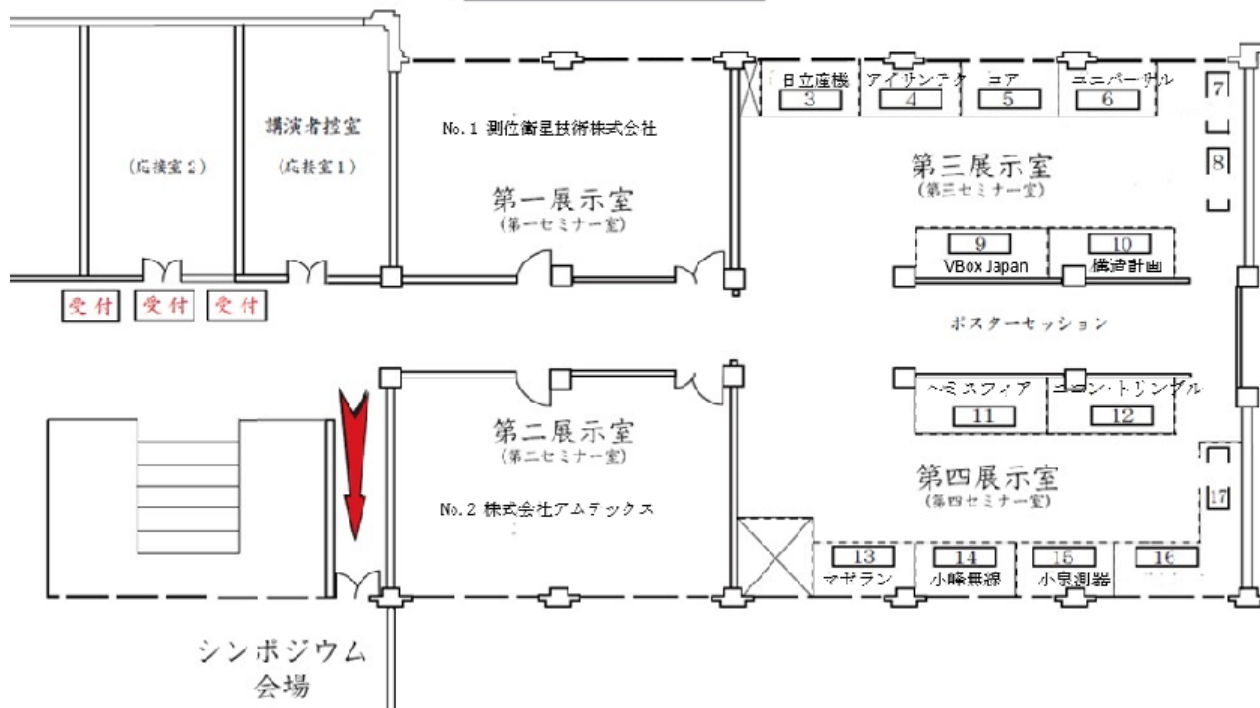 日立産機
アイサンテク
コア
ユニバーサル
3
4
5
6
7
講演者控室
(応接室1)
(応接室2)
No.1 測位衛星技術株式会社
第一展示室
(第一セミナー室)
第三展示室
(第三セミナー室)
8
9
10
VBox Japan
構造計画
受付
受付
受付
ポスターセッション
ヘミスフィア
ニコン・トリンブル
11
12
第二展示室
(第二セミナー室)
第四展示室
(第四セミナー室)
No.2 株式会社アムテックス
17
13
14
15
16
マゼラン
小峰無線
小泉測器
シンポジウム
会場